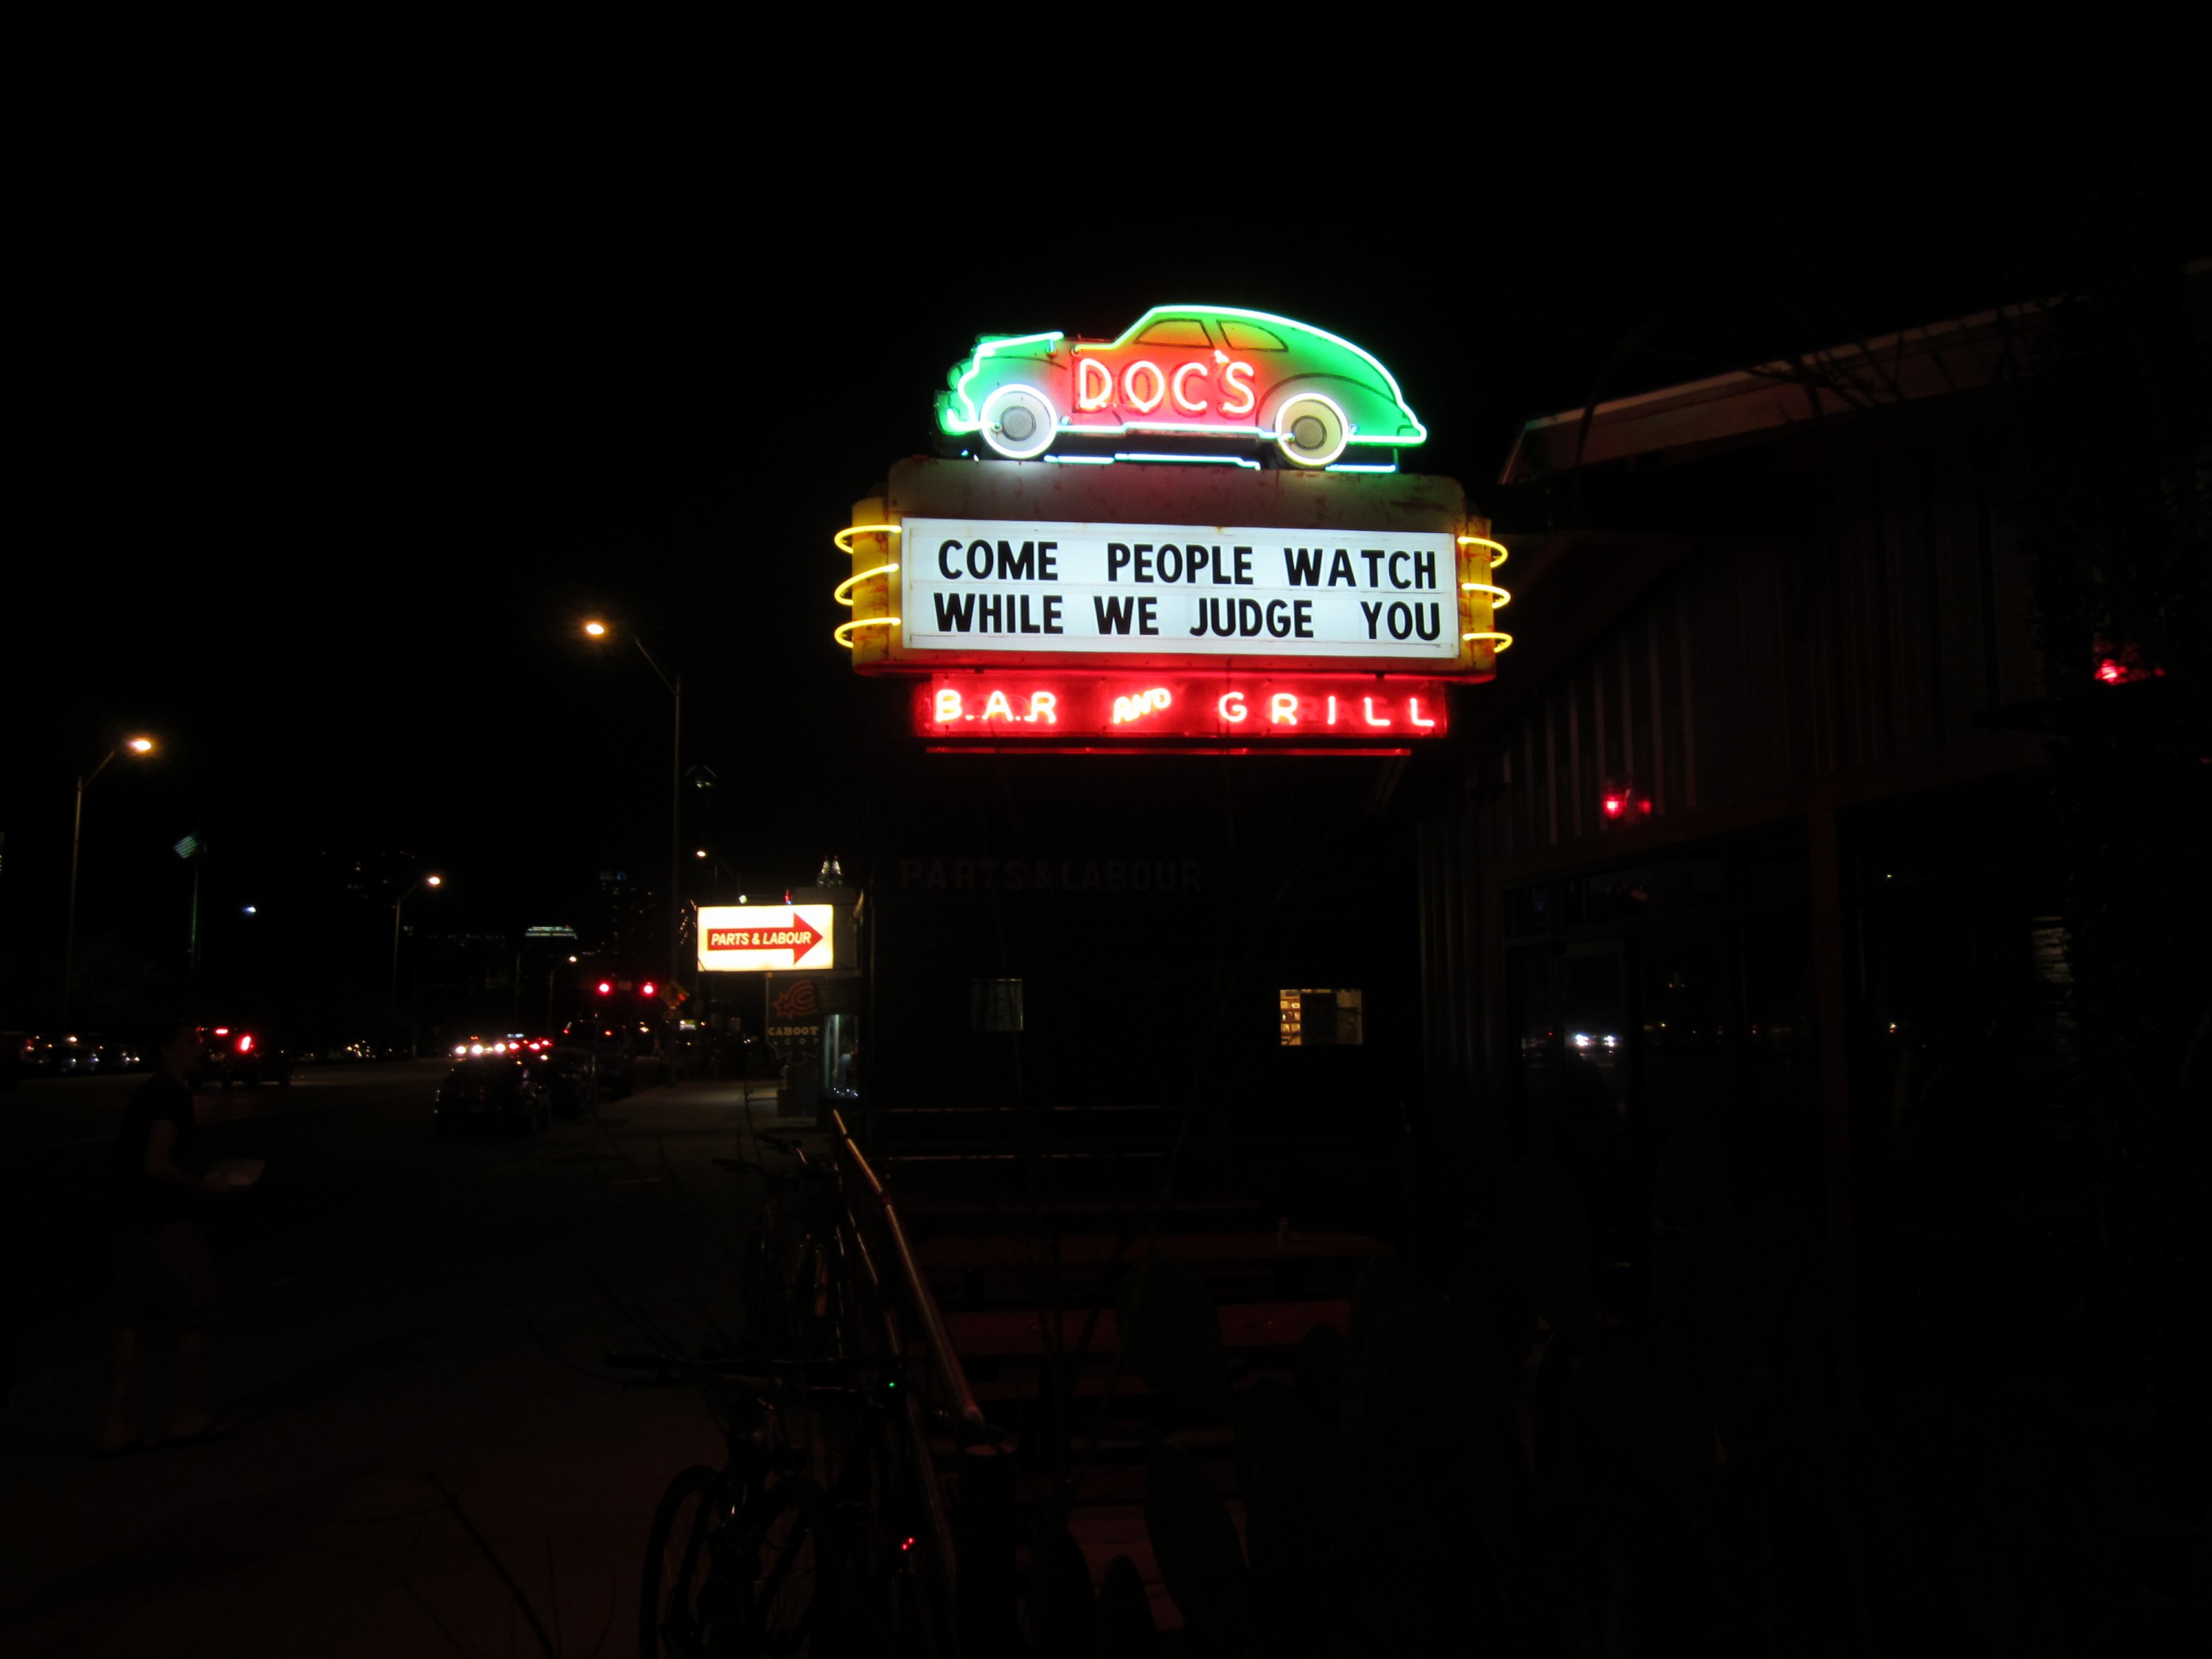 DOC'S
COME PEOPLE WATCH
WHILE WE JUDGE YOU
BAR AND GRILL
PARTS & LABOUR
PARTS & LABOUR
CABOOT